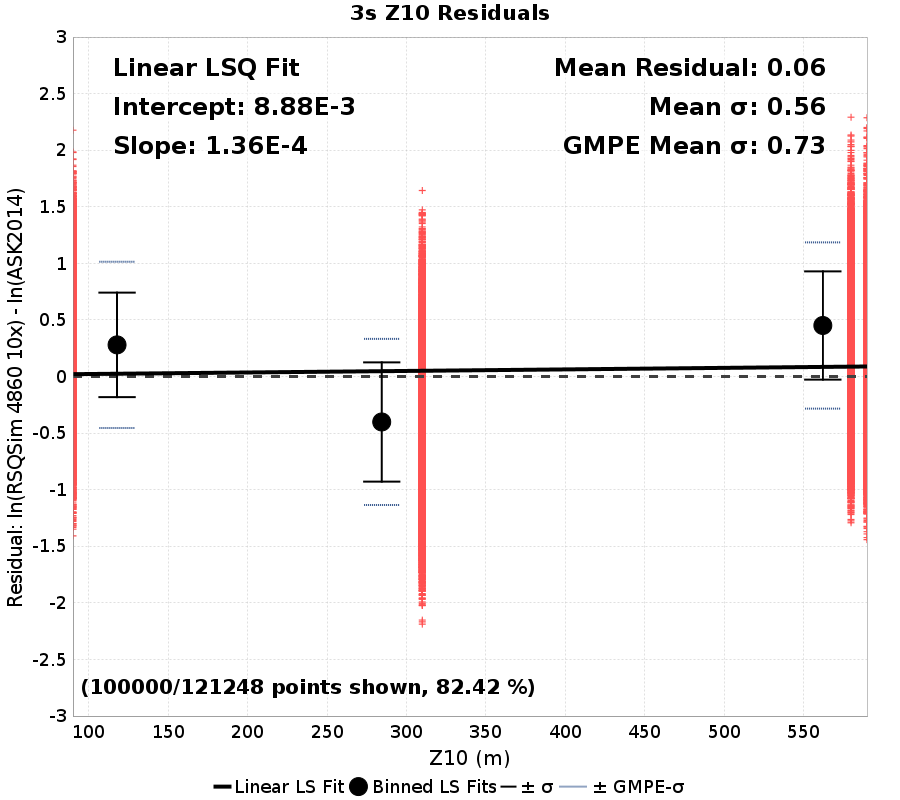 3s Z10 Residuals
Linear LSQ Fit
Intercept: 8.88E-3
Slope: 1.36E-4
Mean Residual: 0.06
Mean σ: 0.56
GMPE Mean σ: 0.73
3
2.5
2
1.5
1
0.5
0
-0.5
-1
-1.5
-2
-2.5
-3
Residual: ln(RSQSim 4860 10x) - ln(ASK2014)
(100000/121248 points shown, 82.42 %)
100 150 200 250 300 350 400 450 500 550
Z10 (m)
Linear LS Fit Binned LS Fits ± σ ± GMPE-σ